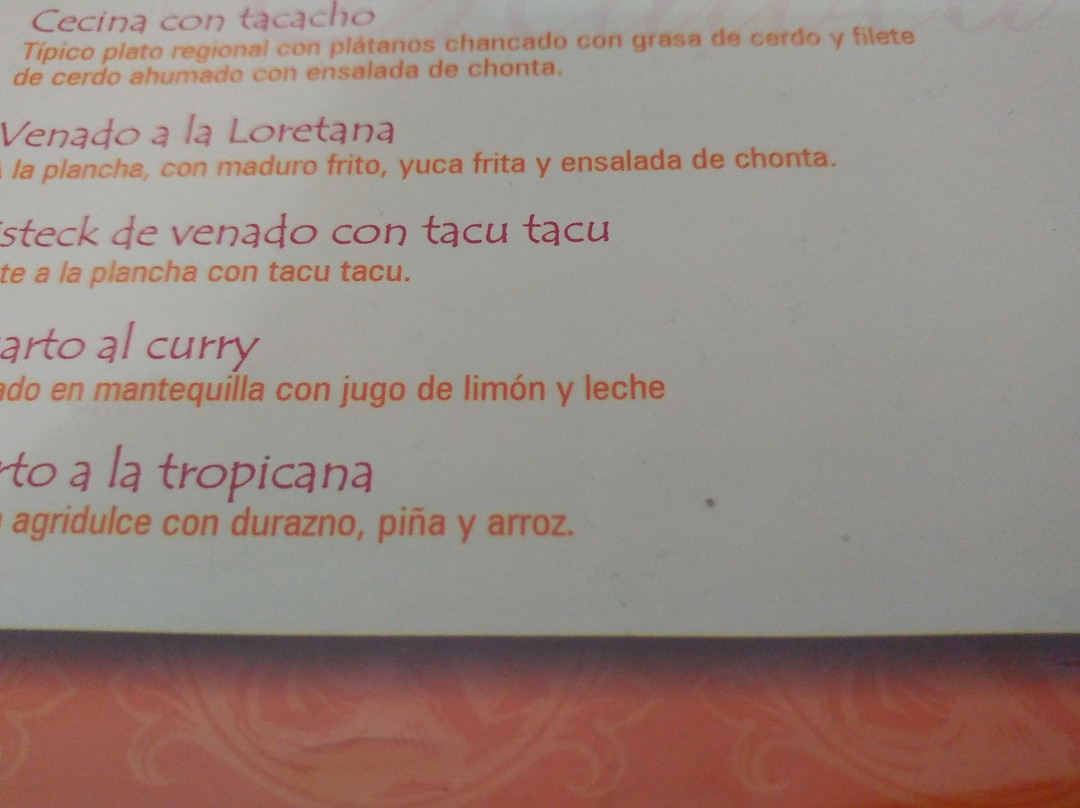 Cecina con tacacho
Típico plato regional con plátanos chancado con grasa de cerdo y filete
de cerdo ahumado con ensalada de chonta.
Venado a la Loretana
la plancha, con maduro frito, yuca frita y ensalada de chonta.
steck de venado con tacu tacu
te a la plancha con tacu tacu.
arto al curry
ado en mantequilla con jugo de limón y leche
rto a la tropicana
agridulce con durazno, piña y arroz.